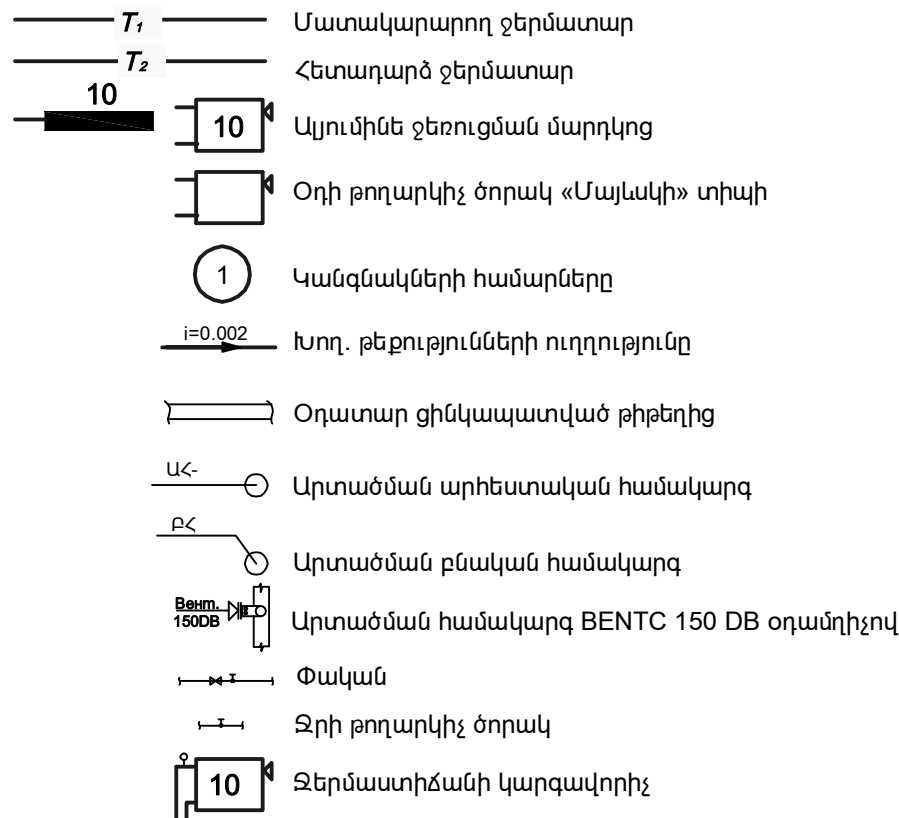 T₁ Մատակարարող ջերմատար
T₂ Հետադարձ ջերմատար
10
10 Ալյումինե ջեռուցման մարդկոց
Օդի թողարկիչ ծորակ «Մայևսկի» տիպի
1 Կանգնակների համարները
i=0.002 Խող. թեքությունների ուղղությունը
Օդատար ցինկապատված թիթեղից
ԱՀ- Արտածման արհեստական համակարգ
ԲՀ Արտածման բնական համակարգ
Вент.
150DB Արտածման համակարգ BENTC 150 DB օդամղիչով
Փական
Ջրի թողարկիչ ծորակ
10 Ջերմաստիճանի կարգավորիչ